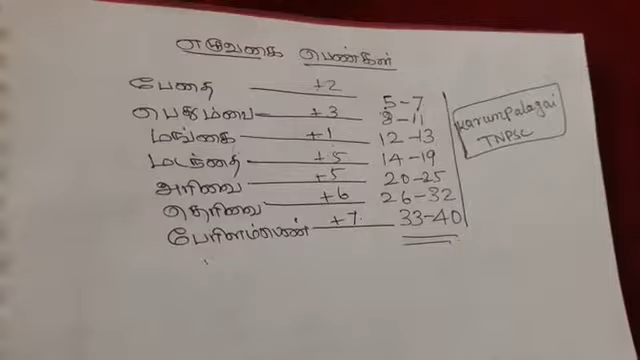 எழுவகை பெண்கள்
பேதை +2 5-7
பெதும்பை +3 8-11
மங்கை +1 12-13
மடந்தை +5 14-19
அரிவை +5 20-25
தெரிவை +6 26-32
பேரிளம்பெண் +7 33-40
Karumpalagai
TNPSC